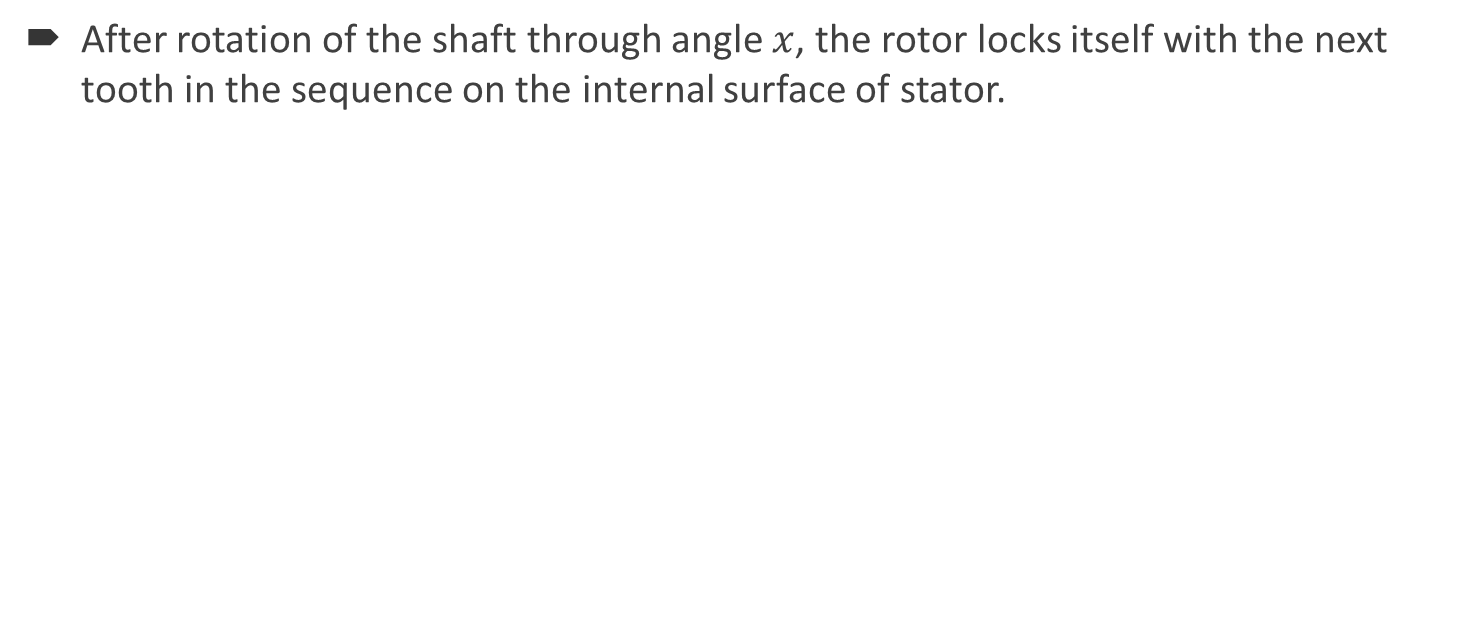 After rotation of the shaft through angle x, the rotor locks itself with the next
tooth in the sequence on the internal surface of stator.